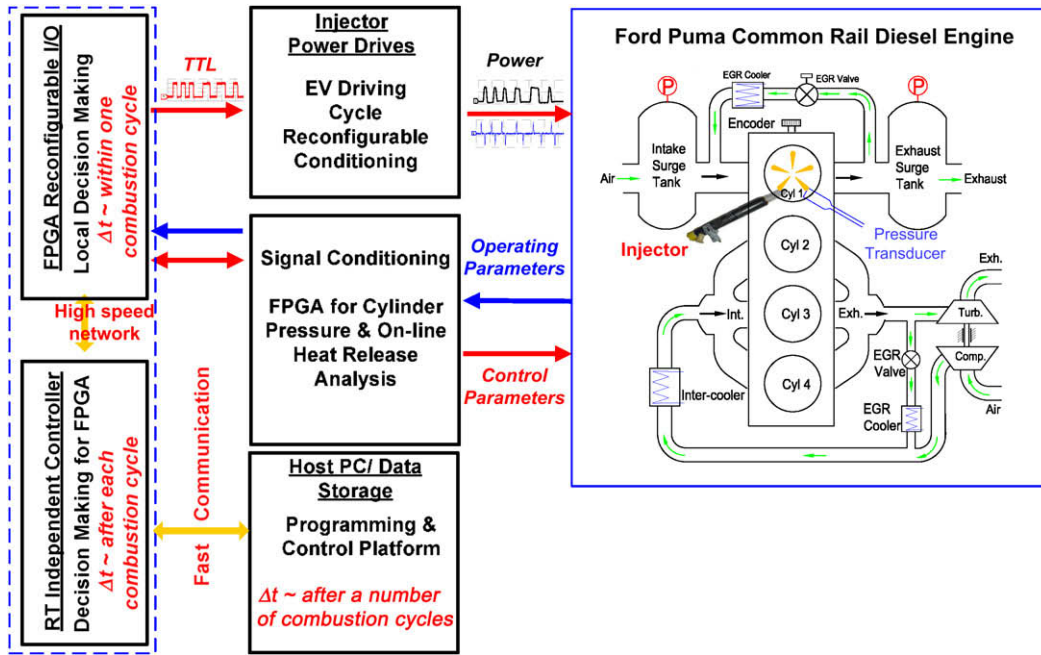 FPGA Reconfigurable I/O
Local Decision Making
Δt ~ within one
combustion cycle
High speed
network
RT Independent Controller
Decision Making for FPGA
Δt ~ after each
combustion cycle
TTL
Injector
Power Drives
EV Driving
Cycle
Reconfigurable
Conditioning
Power
Signal Conditioning
FPGA for Cylinder
Pressure & On-line
Heat Release
Analysis
Operating
Parameters
Control
Parameters
Fast Communication
Host PC/ Data
Storage
Programming &
Control Platform
Δt ~ after a number
of combustion cycles
Ford Puma Common Rail Diesel Engine
P
EGR Cooler
EGR Valve
P
Encoder
Intake
Surge
Tank
Exhaust
Surge
Tank
Air
Exhaust
Cyl 1
Injector
Pressure
Transducer
Cyl 2
Exh.
Int.
Cyl 3
Exh.
Turb.
EGR
Valve
Comp.
Cyl 4
Inter-cooler
EGR
Cooler
Air